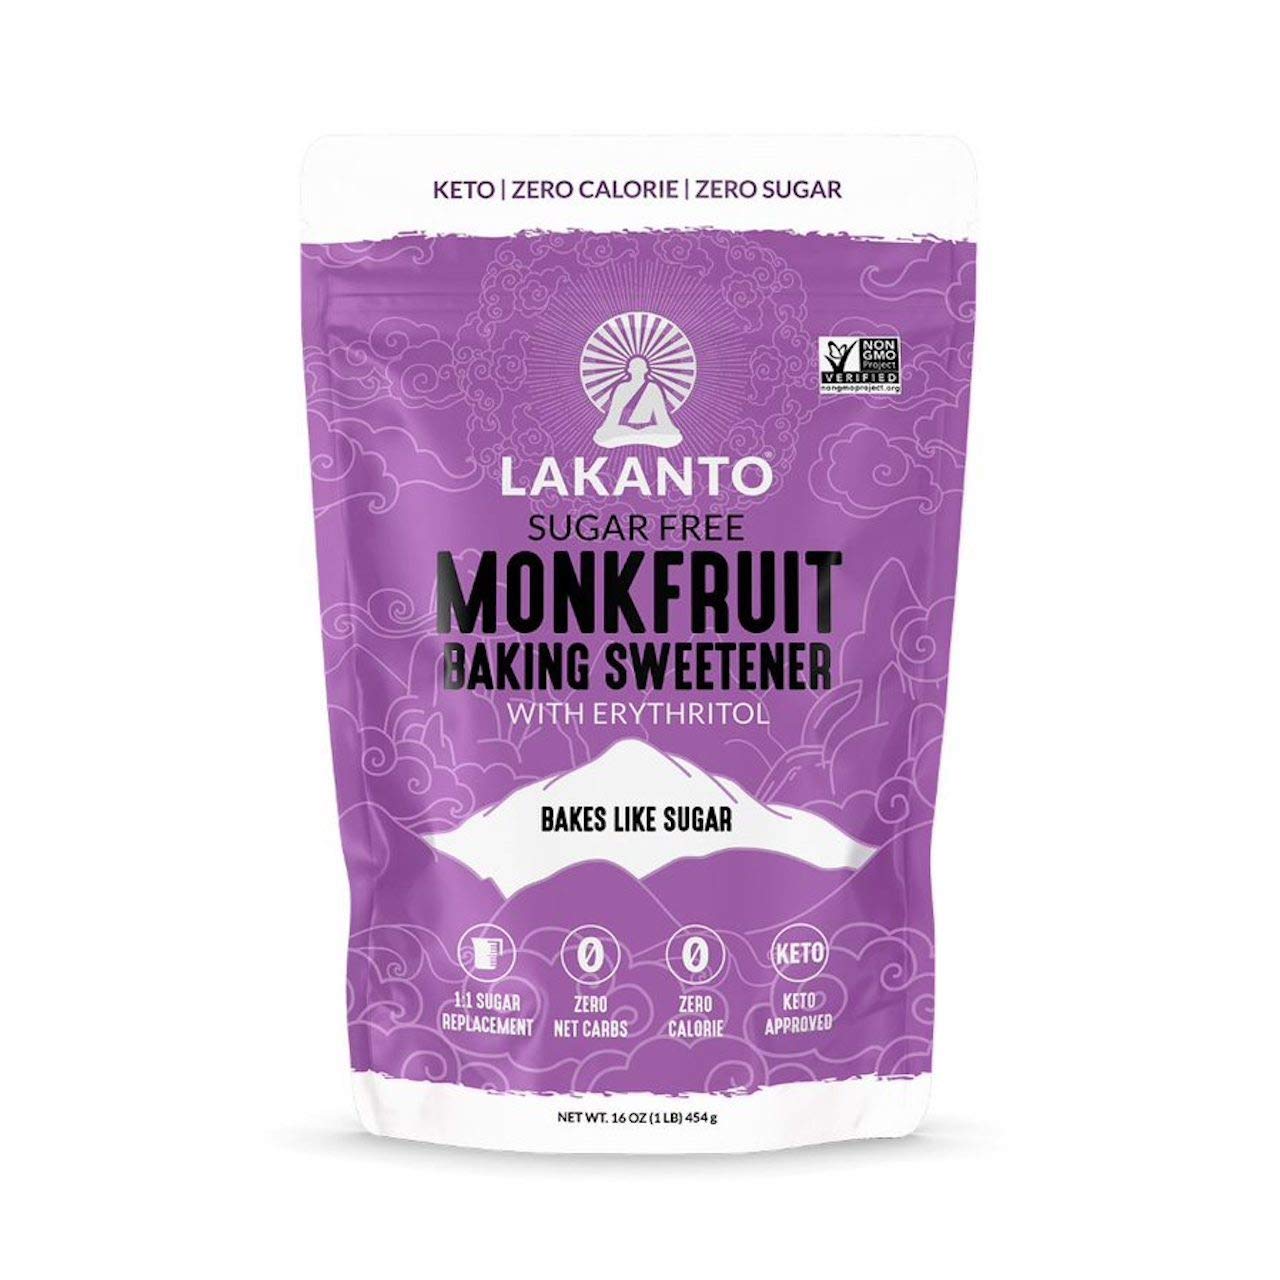 KETO | ZERO CALORIE | ZERO SUGAR
NON
GMO
Project
VERIFIED
nongmoproject.org
LAKANTO®
SUGAR FREE
MONKFRUIT
BAKING SWEETENER
WITH ERYTHRITOL
BAKES LIKE SUGAR
1:1 SUGAR
REPLACEMENT
0
ZERO
NET CARBS
0
ZERO
CALORIE
KETO
KETO
APPROVED
NET WT. 16 OZ (1 LB) 454 g